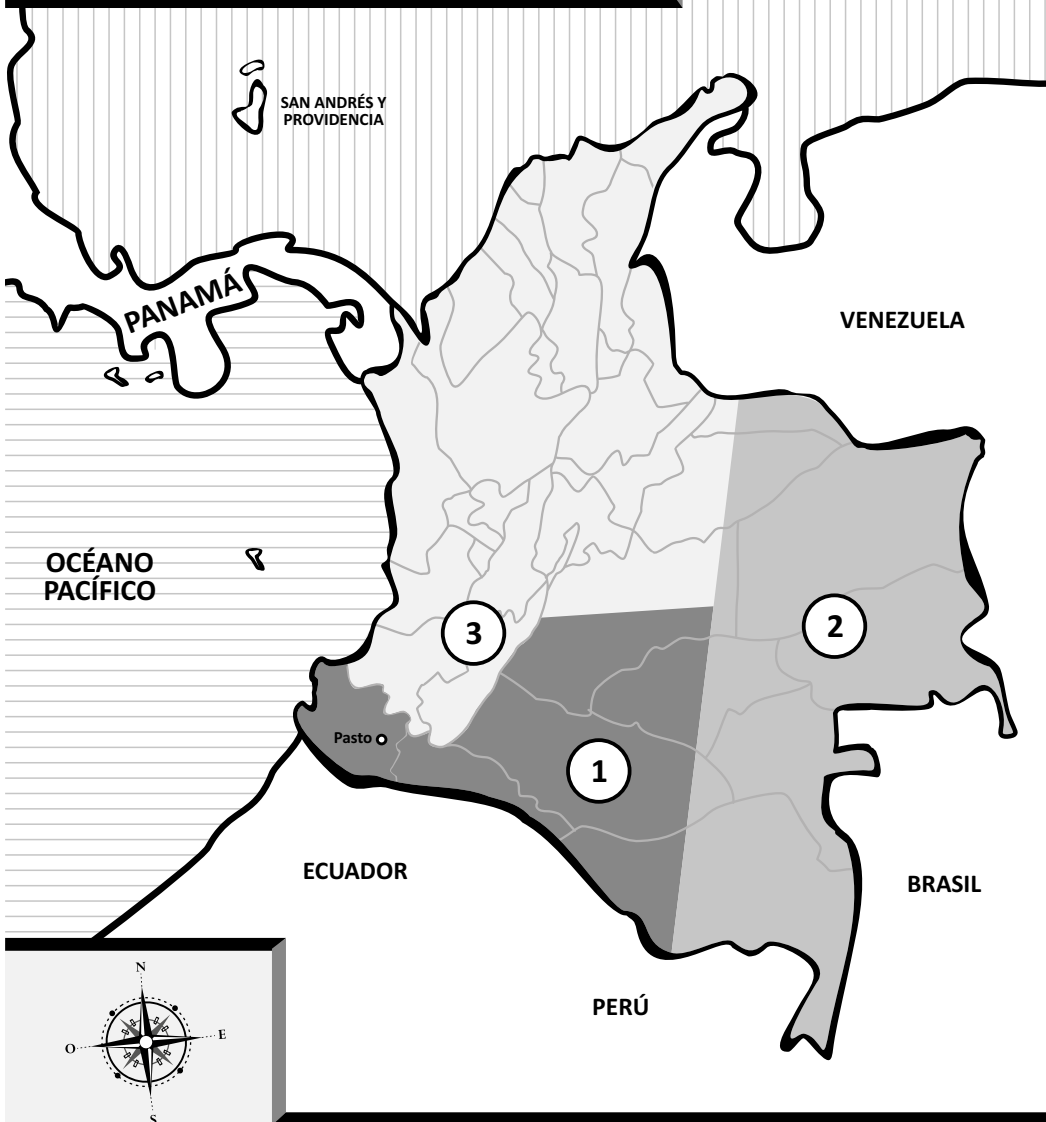 SAN ANDRÉS Y
PROVIDENCIA
PANAMÁ
VENEZUELA
OCÉANO
PACÍFICO
3
2
Pasto
1
ECUADOR
BRASIL
PERÚ
N
O
E
S